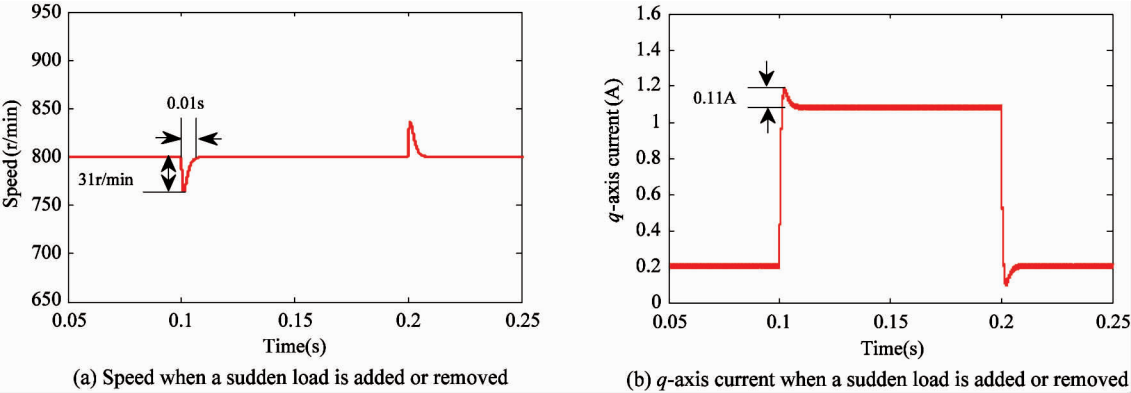 950
900
850
800
750
700
650
Speed (r/min)
0.01s
31r/min
0.05
0.1
0.15
0.2
0.25
Time(s)
(a) Speed when a sudden load is added or removed
1.6
1.4
1.2
1
0.8
0.6
0.4
0.2
0
q-axis current (A)
0.11A
0.05
0.1
0.15
0.2
0.25
Time(s)
(b) q-axis current when a sudden load is added or removed